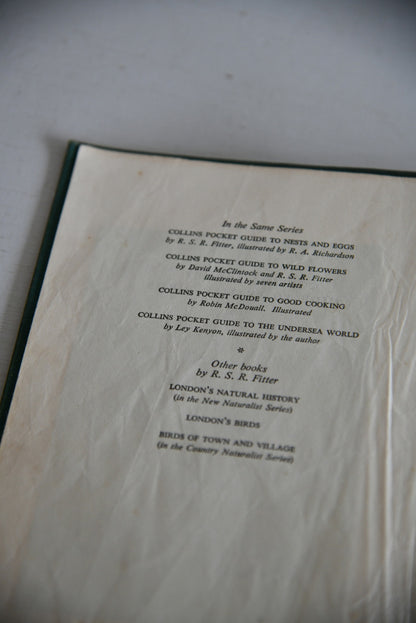 In the Same Series
COLLINS POCKET GUIDE TO NESTS AND EGGS
by R. S. R. Fitter, illustrated by R. A. Richardson
COLLINS POCKET GUIDE TO WILD FLOWERS
by David McClintock and R. S. R. Fitter
illustrated by seven artists
COLLINS POCKET GUIDE TO GOOD COOKING
by Robin McDouall. Illustrated
COLLINS POCKET GUIDE TO THE UNDERSEA WORLD
by Ley Kenyon, illustrated by the author
*
Other books
by R. S. R. Fitter
LONDON'S NATURAL HISTORY
(in the New Naturalist Series)
LONDON'S BIRDS
BIRDS OF TOWN AND VILLAGE
(in the Country Naturalist Series)